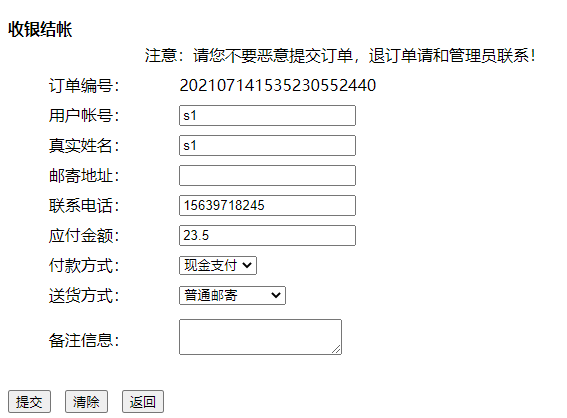 收银结帐
注意：请您不要恶意提交订单，退订单请和管理员联系！
订单编号： 202107141535230552440
用户帐号： s1
真实姓名： s1
邮寄地址：
联系电话： 15639718245
应付金额： 23.5
付款方式： 现金支付
送货方式： 普通邮寄
备注信息：
提交 清除 返回